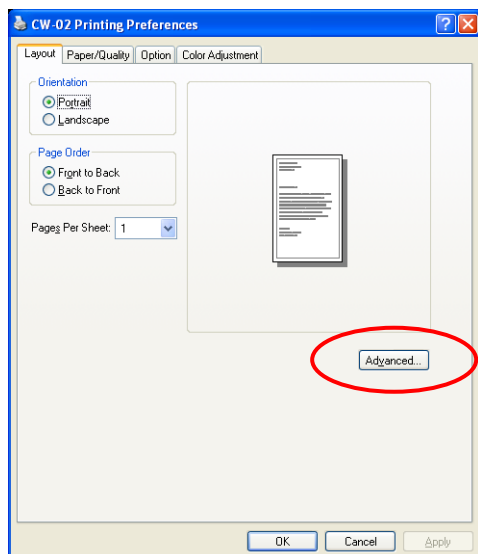 CW-02 Printing Preferences
Layout Paper/Quality Option Color Adjustment
Orientation
Portrait
Landscape
Page Order
Front to Back
Back to Front
Pages Per Sheet: 1
Advanced...
OK Cancel Apply